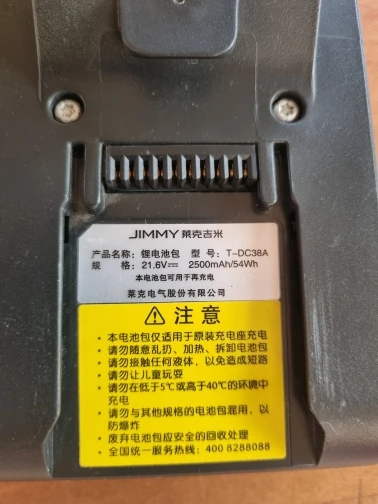 JIMMY 莱克吉米
产品名称：锂电池包 型 号：T-DC38A
规 格：21.6V⎓ 2500mAh/54Wh
本电池包可用于再充电
莱克电气股份有限公司
⚠ 注意
• 本电池包仅适用于原装充电座充电
• 请勿随意乱扔、加热、拆卸电池包
• 请勿接触任何液体，以免造成短路
• 请勿让儿童玩耍
• 请勿在低于5℃或高于40℃的环境中
充电
• 请勿与其他规格的电池包混用，以
防爆炸
• 废弃电池包应安全的回收处理
• 全国统一服务热线：400 8288088